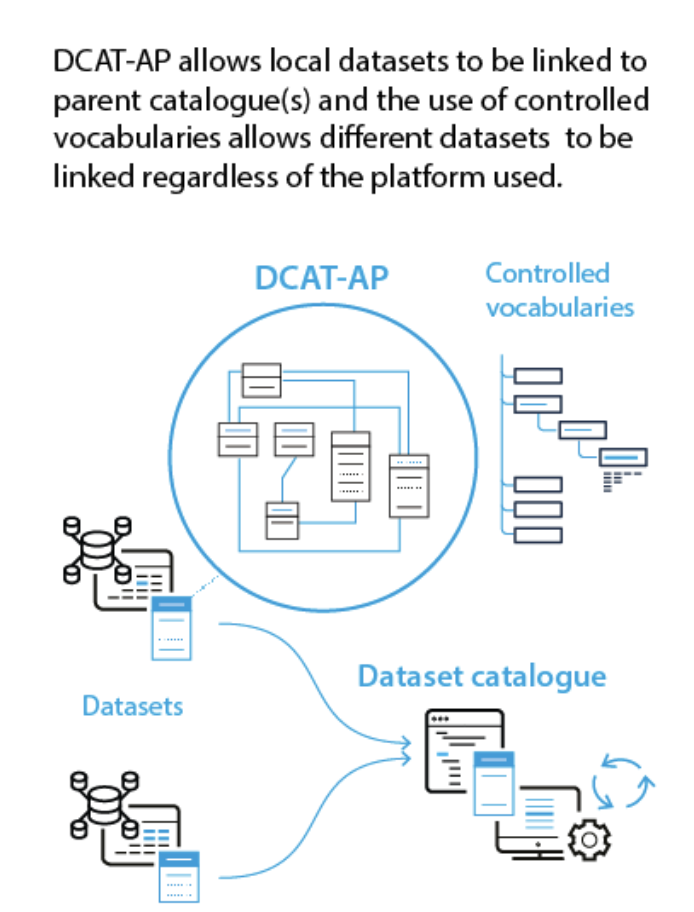 DCAT-AP allows local datasets to be linked to
parent catalogue(s) and the use of controlled
vocabularies allows different datasets  to be
linked regardless of the platform used.
DCAT-AP
Controlled
vocabularies
Dataset catalogue
Datasets